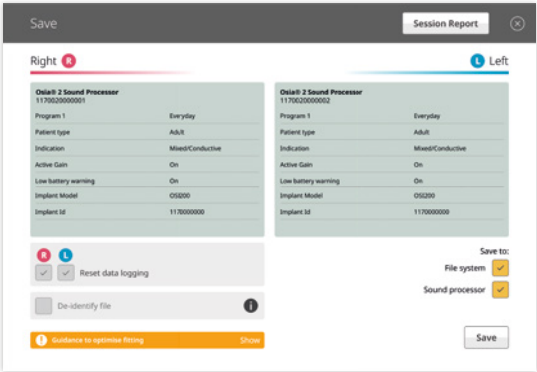 Save
Session Report
Right R
L Left
Osia® 2 Sound Processor
1170020000001
Program 1 Everyday
Patient type Adult
Indication Mixed/Conductive
Active Gain On
Low battery warning On
Implant Model OSI200
Implant Id 1170000000
Osia® 2 Sound Processor
1170020000002
Program 1 Everyday
Patient type Adult
Indication Mixed/Conductive
Active Gain On
Low battery warning On
Implant Model OSI200
Implant Id 1170000000
R L
Reset data logging
De-identify file
Guidance to optimise fitting Show
Save to:
File system
Sound processor
Save